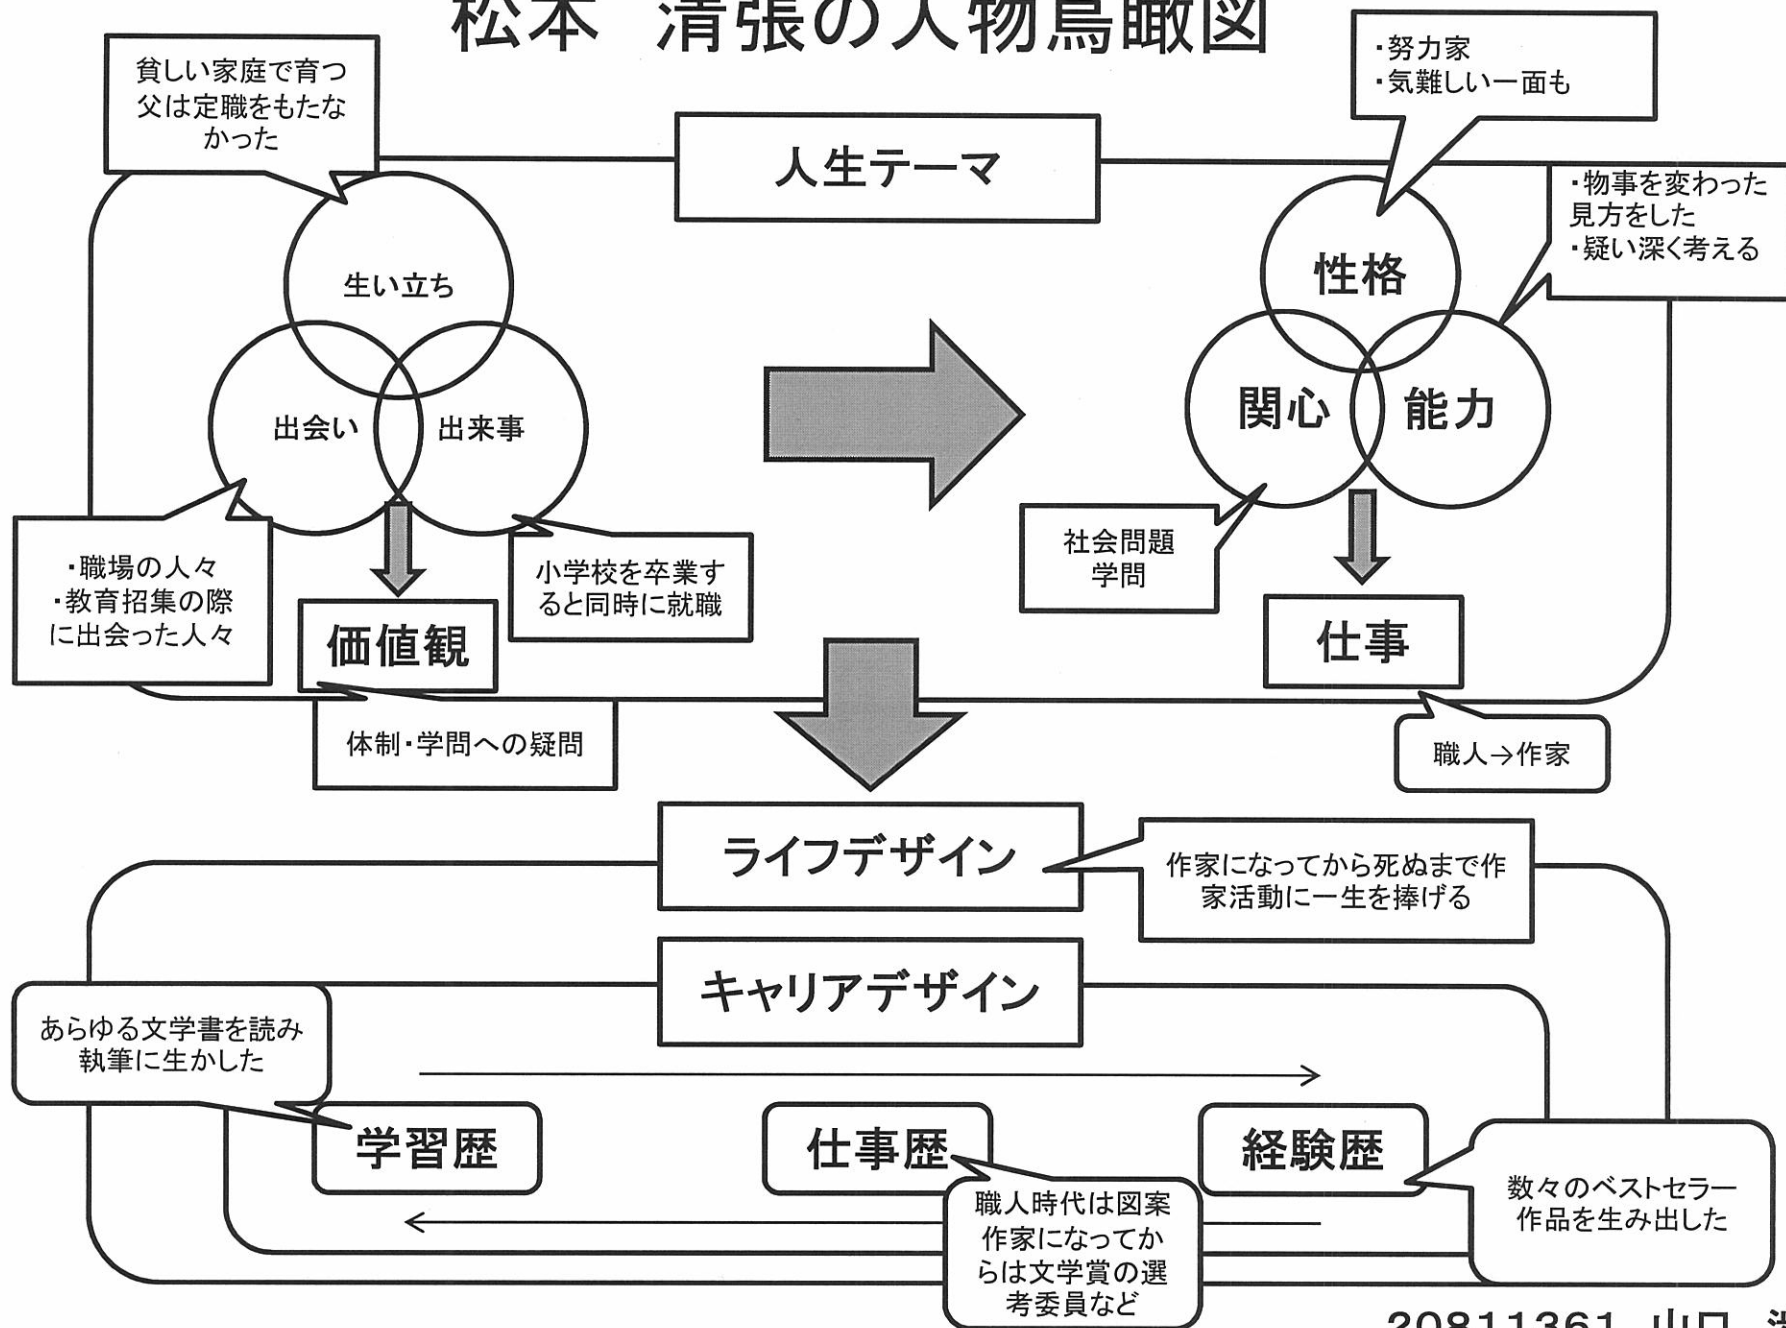 松本　清張の人物鳥瞰図
貧しい家庭で育つ
父は定職をもたな
かった
・努力家
・気難しい一面も
人生テーマ
・物事を変わった
見方をした
・疑い深く考える
生い立ち
出会い
出来事
性格
関心
能力
・職場の人々
・教育招集の際
に出会った人々
小学校を卒業す
ると同時に就職
価値観
体制・学問への疑問
社会問題
学問
仕事
職人→作家
ライフデザイン
作家になってから死ぬまで作
家活動に一生を捧げる
キャリアデザイン
あらゆる文学書を読み
執筆に生かした
学習歴
仕事歴
経験歴
職人時代は図案
作家になってか
らは文学賞の選
考委員など
数々のベストセラー
作品を生み出した
20811361　山口